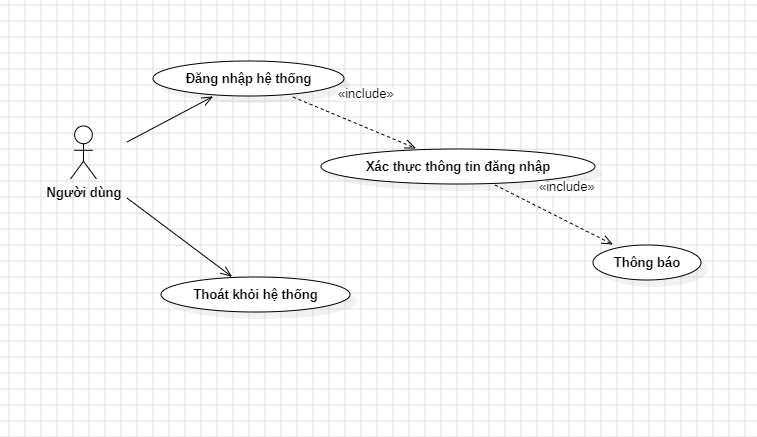 Đăng nhập hệ thống
«include»
Xác thực thông tin đăng nhập
«include»
Người dùng
Thông báo
Thoát khỏi hệ thống